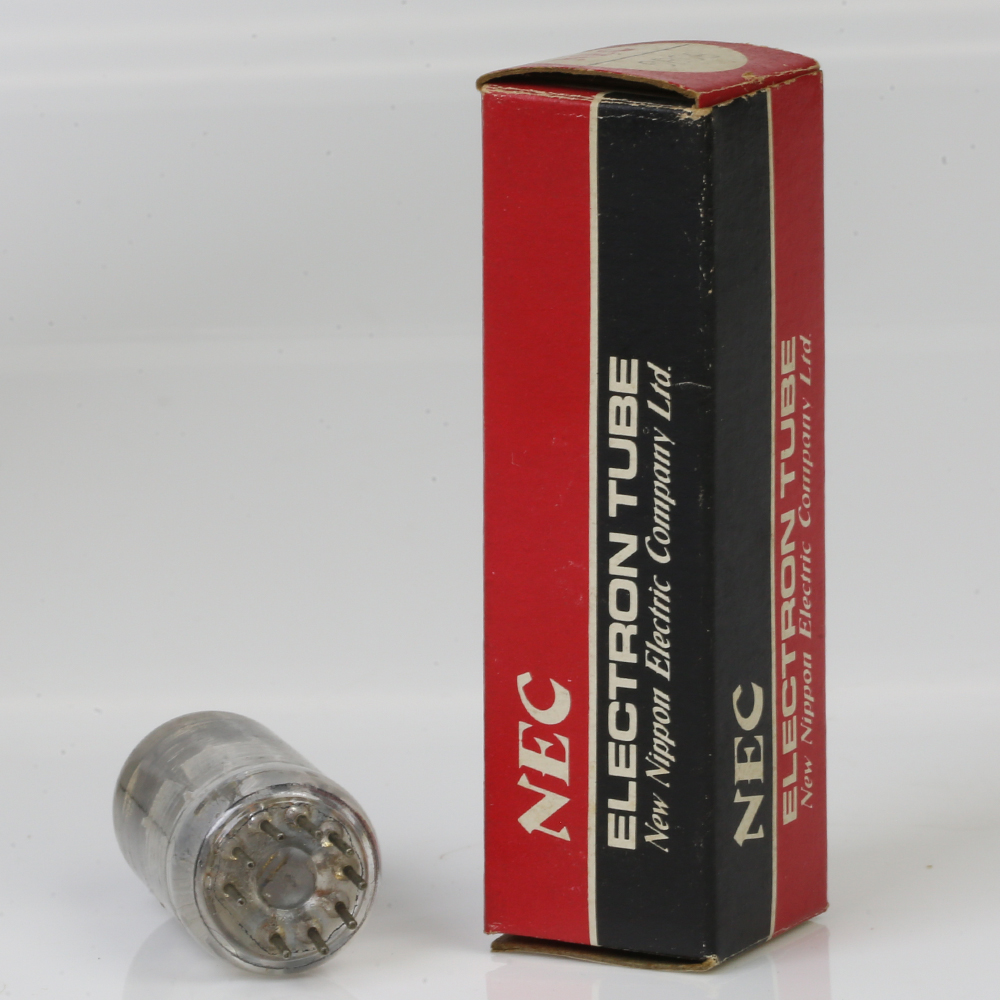 NEC
ELECTRON TUBE
New Nippon Electric Company Ltd.
NEC
ELECTRON TUBE
New Nippon Electric Company Ltd.